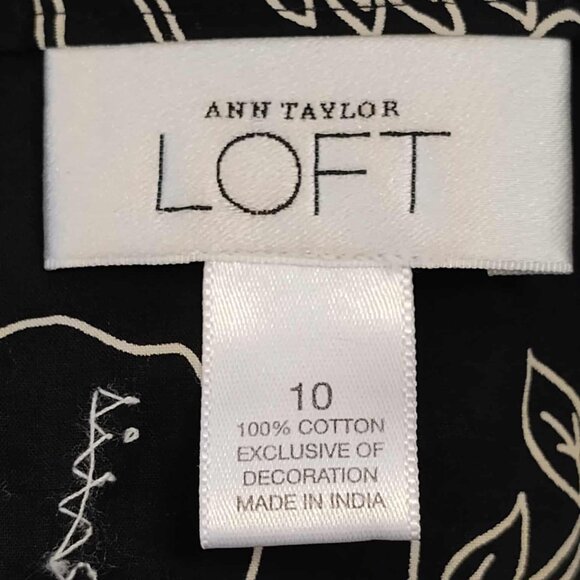 ANN TAYLOR
LOFT
10
100% COTTON
EXCLUSIVE OF
DECORATION
MADE IN INDIA